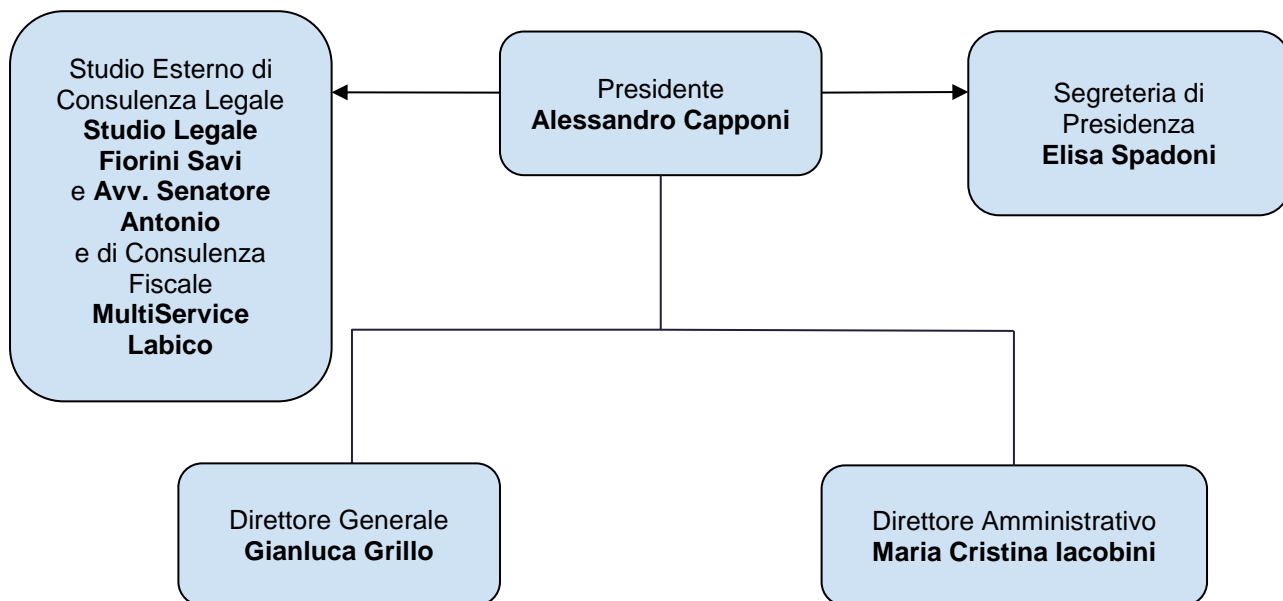 Studio Esterno di
Consulenza Legale
Studio Legale
Fiorini Savi
e Avv. Senatore
Antonio
e di Consulenza
Fiscale
MultiService
Labico
Presidente
Alessandro Capponi
Segreteria di
Presidenza
Elisa Spadoni
Direttore Generale
Gianluca Grillo
Direttore Amministrativo
Maria Cristina Iacobini